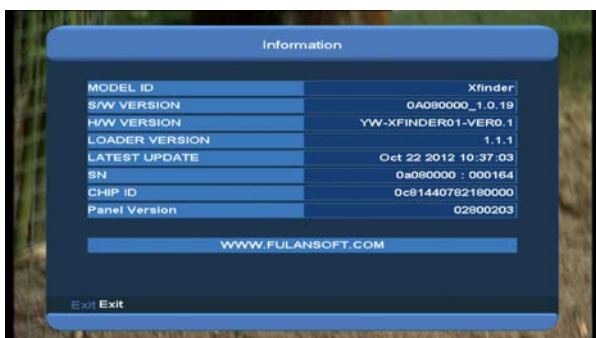 Information
MODEL ID Xfinder
S/W VERSION 0A080000_1.0.19
H/W VERSION YW-XFINDER01-VER0.1
LOADER VERSION 1.1.1
LATEST UPDATE Oct 22 2012 10:37:03
SN 0a080000 : 000164
CHIP ID 0c81440782180000
Panel Version 02800203
WWW.FULANSOFT.COM
Exit Exit